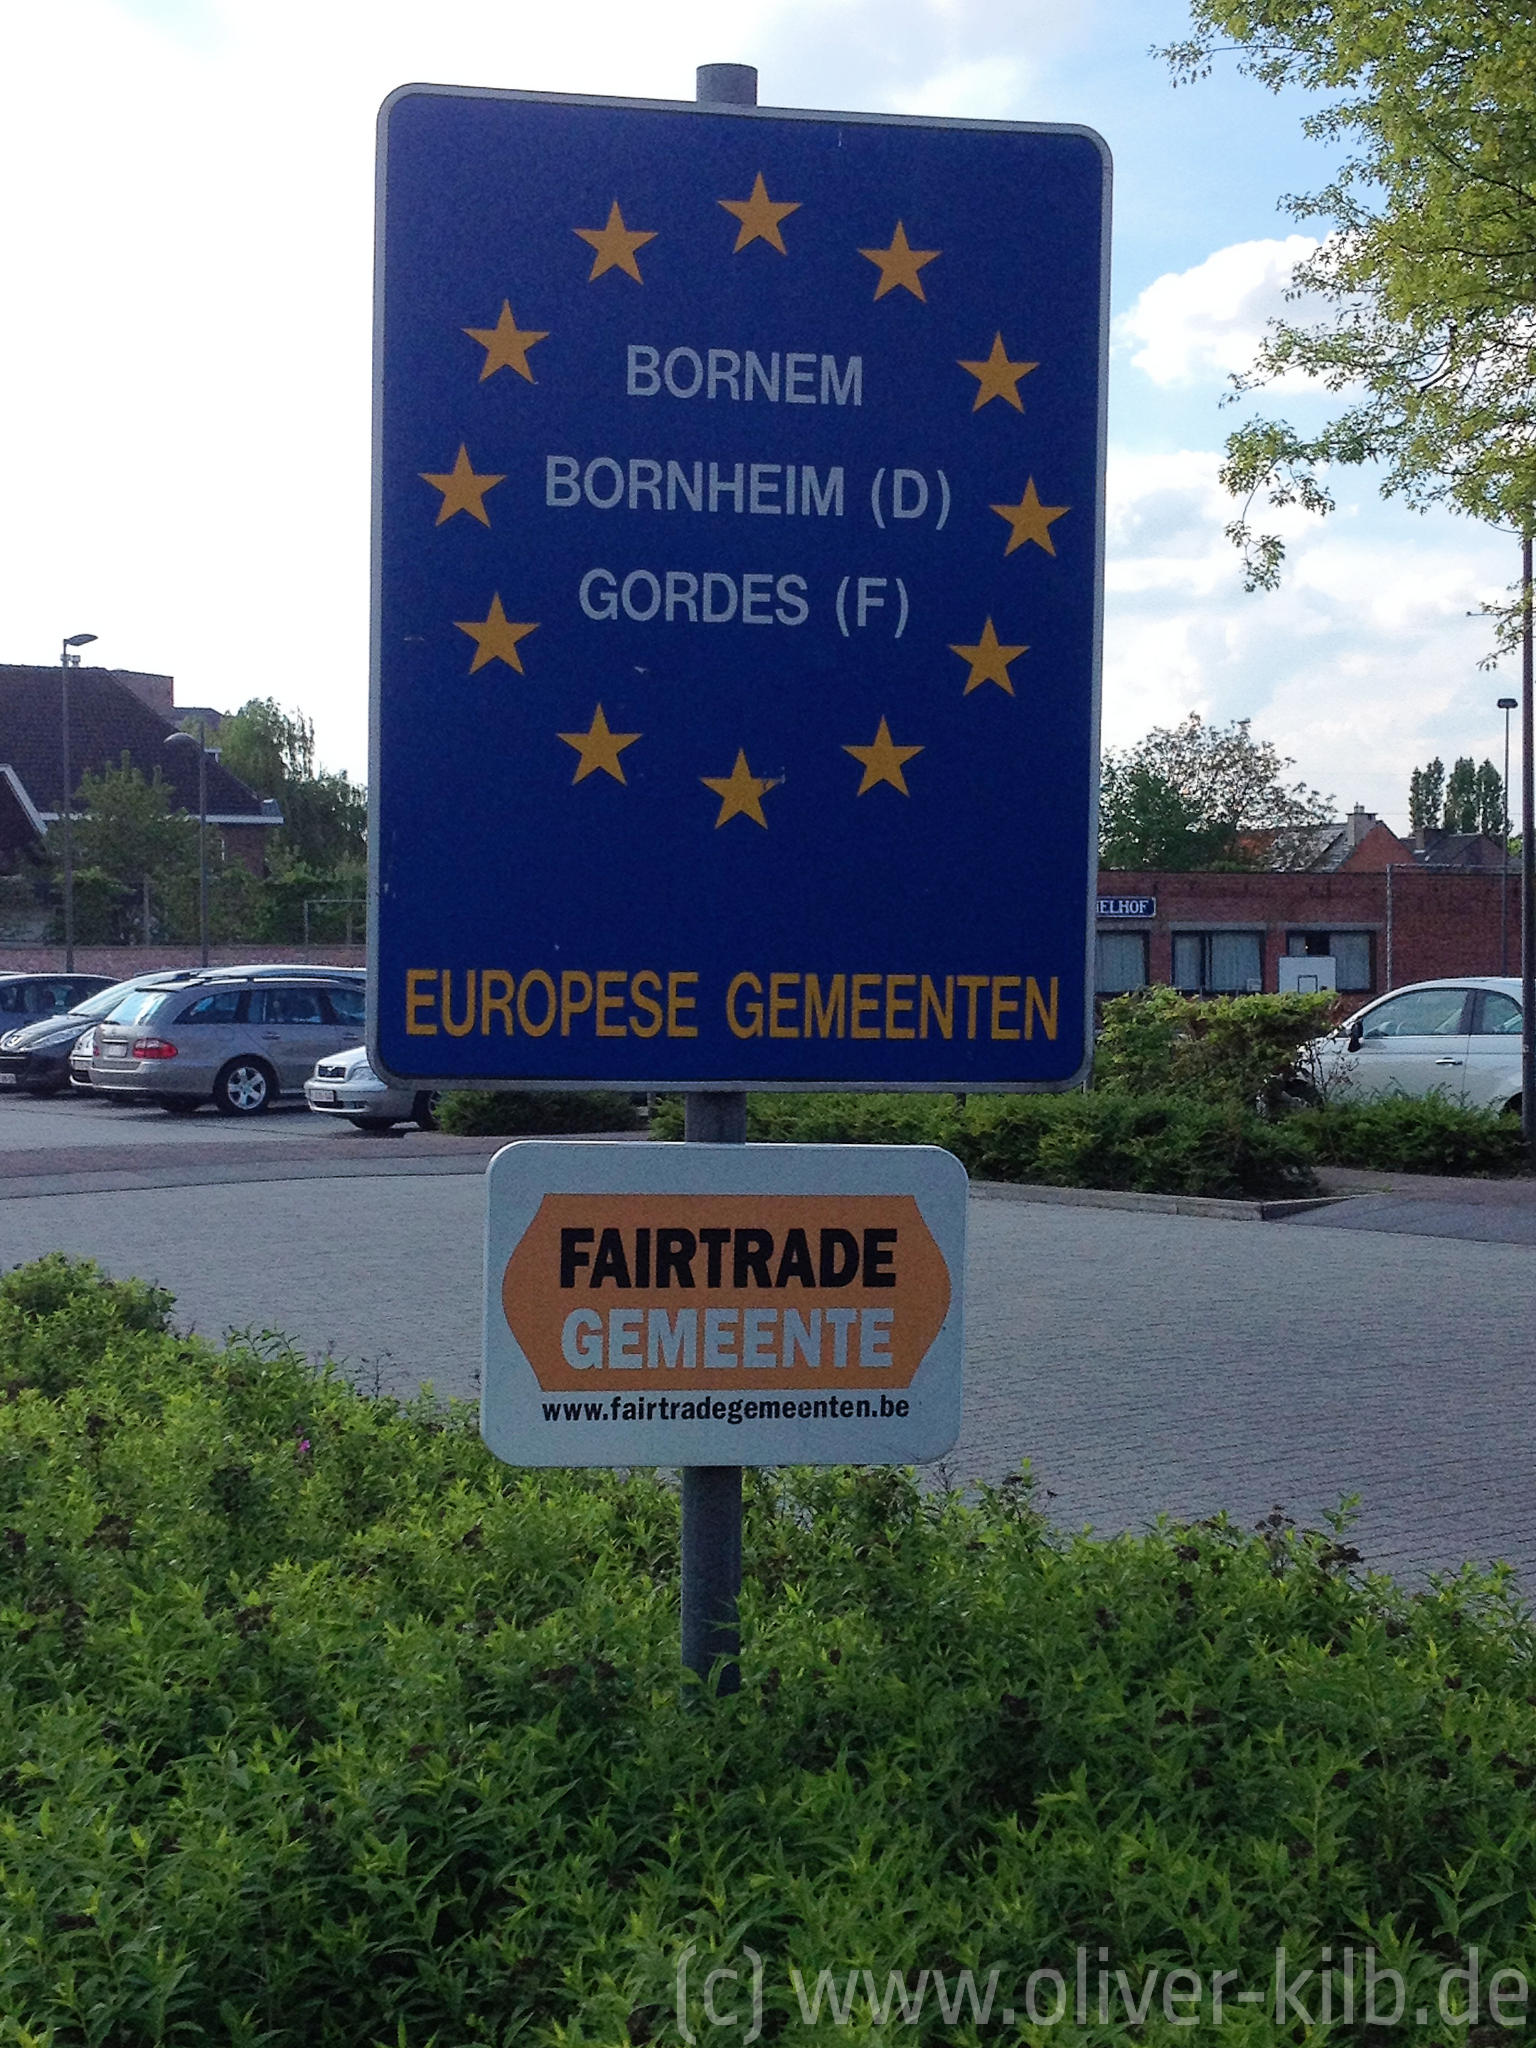 BORNEM
BORNHEIM (D)
GORDES (F)
EUROPESE GEMEENTEN
FAIRTRADE
GEMEENTE
www.fairtradegemeenten.be
(c) www.oliver-kilb.de